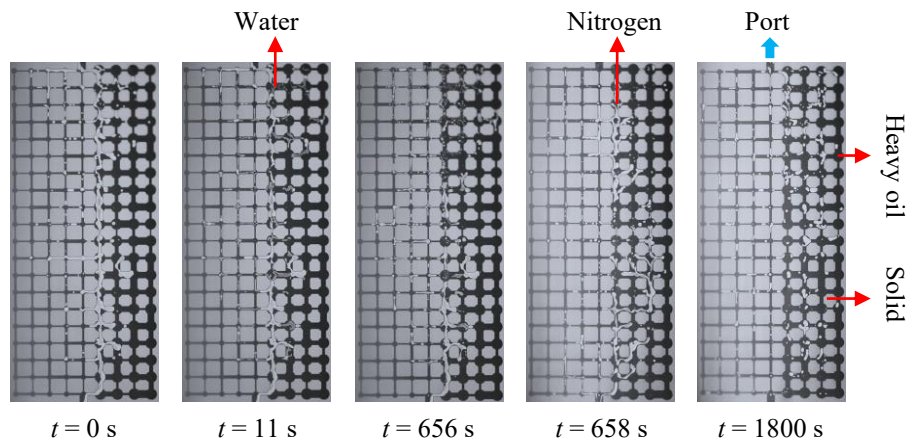 Water
Nitrogen
Port
Heavy oil
Solid
t = 0 s
t = 11 s
t = 656 s
t = 658 s
t = 1800 s